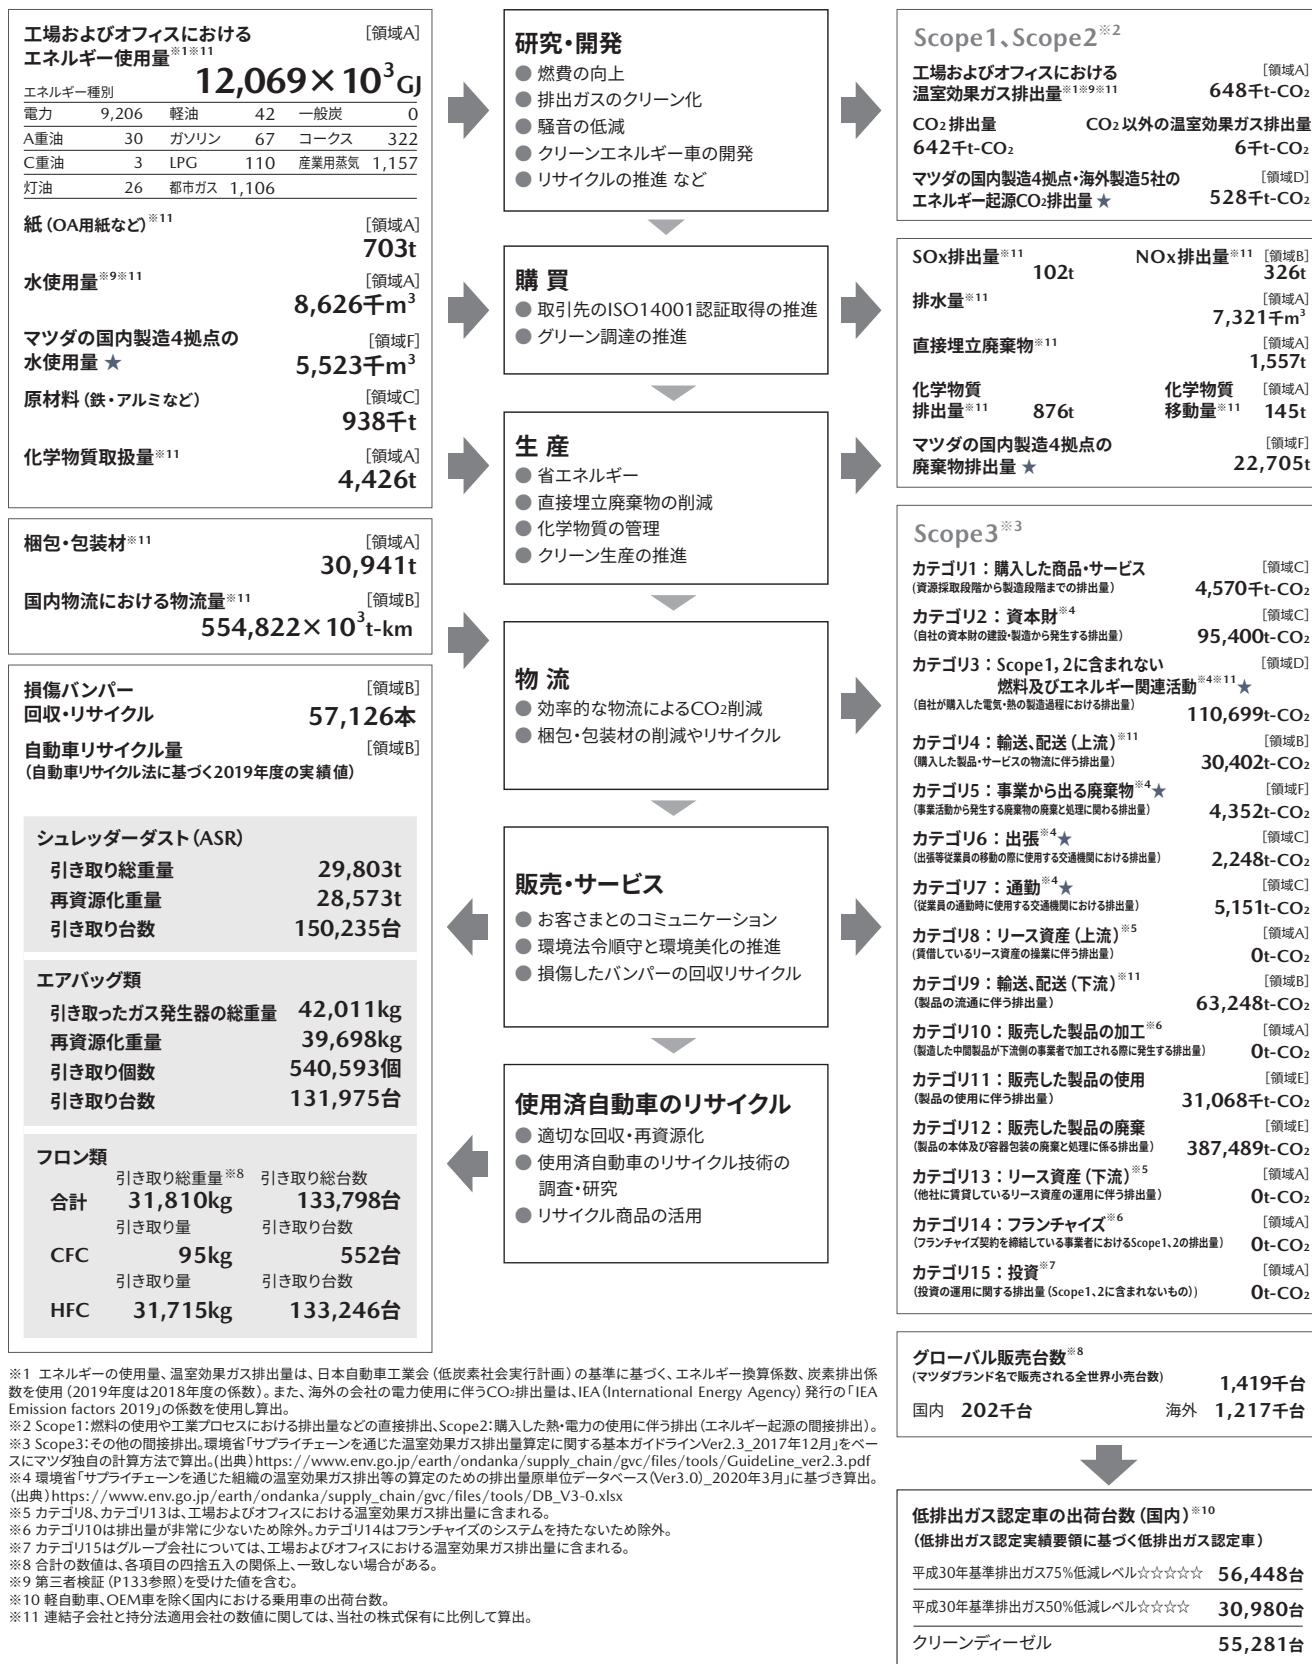 工場およびオフィスにおける [領域A]
エネルギー使用量※1※11
12,069×10³GJ
エネルギー種別
電力 9,206 軽油 42 一般炭 0
A重油 30 ガソリン 67 コークス 322
C重油 3 LPG 110 産業用蒸気 1,157
灯油 26 都市ガス 1,106
紙（OA用紙など）※11 [領域A]
703t
水使用量※9※11 [領域A]
8,626千m³
マツダの国内製造4拠点の [領域F]
水使用量 ★ 5,523千m³
原材料（鉄・アルミなど） [領域C]
938千t
化学物質取扱量※11 [領域A]
4,426t
梱包・包装材※11 [領域A]
30,941t
国内物流における物流量※11 [領域B]
554,822×10³t-km
損傷バンパー [領域B]
回収・リサイクル 57,126本
自動車リサイクル量 [領域B]
（自動車リサイクル法に基づく2019年度の実績値）
シュレッダーダスト（ASR）
引き取り総重量 29,803t
再資源化重量 28,573t
引き取り台数 150,235台
エアバッグ類
引き取ったガス発生器の総重量 42,011kg
再資源化重量 39,698kg
引き取り個数 540,593個
引き取り台数 131,975台
フロン類
引き取り総重量※8 引き取り総台数
合計 31,810kg 133,798台
引き取り量 引き取り台数
CFC 95kg 552台
引き取り量 引き取り台数
HFC 31,715kg 133,246台
研究・開発
● 燃費の向上
● 排出ガスのクリーン化
● 騒音の低減
● クリーンエネルギー車の開発
● リサイクルの推進 など
購 買
● 取引先のISO14001認証取得の推進
● グリーン調達の推進
生 産
● 省エネルギー
● 直接埋立廃棄物の削減
● 化学物質の管理
● クリーン生産の推進
物 流
● 効率的な物流によるCO₂削減
● 梱包・包装材の削減やリサイクル
販売・サービス
● お客さまとのコミュニケーション
● 環境法令順守と環境美化の推進
● 損傷したバンパーの回収リサイクル
使用済自動車のリサイクル
● 適切な回収・再資源化
● 使用済自動車のリサイクル技術の
調査・研究
● リサイクル商品の活用
Scope1、Scope2※2
工場およびオフィスにおける [領域A]
温室効果ガス排出量※1※9※11 648千t-CO₂
CO₂排出量 CO₂以外の温室効果ガス排出量
642千t-CO₂ 6千t-CO₂
マツダの国内製造4拠点・海外製造5社の [領域D]
エネルギー起源CO₂排出量 ★ 528千t-CO₂
SOx排出量※11 NOx排出量※11 [領域B]
102t 326t
排水量※11 [領域A]
7,321千m³
直接埋立廃棄物※11 [領域A]
1,557t
化学物質 化学物質 [領域A]
排出量※11 876t 移動量※11 145t
マツダの国内製造4拠点の [領域F]
廃棄物排出量 ★ 22,705t
Scope3※3
カテゴリ1：購入した商品・サービス [領域C]
（資源採取段階から製造段階までの排出量） 4,570千t-CO₂
カテゴリ2：資本財※4 [領域C]
（自社の資本財の建設・製造から発生する排出量） 95,400t-CO₂
カテゴリ3：Scope1，2に含まれない [領域D]
燃料及びエネルギー関連活動※4※11★
（自社が購入した電気・熱の製造過程における排出量） 110,699t-CO₂
カテゴリ4：輸送、配送（上流）※11 [領域B]
（購入した製品・サービスの物流に伴う排出量） 30,402t-CO₂
カテゴリ5：事業から出る廃棄物※4★ [領域F]
（事業活動から発生する廃棄物の廃棄と処理に関わる排出量） 4,352t-CO₂
カテゴリ6：出張※4★ [領域C]
（出張等従業員の移動の際に使用する交通機関における排出量） 2,248t-CO₂
カテゴリ7：通勤※4★ [領域C]
（従業員の通勤時に使用する交通機関における排出量） 5,151t-CO₂
カテゴリ8：リース資産（上流）※5 [領域A]
（賃借しているリース資産の操業に伴う排出量） 0t-CO₂
カテゴリ9：輸送、配送（下流）※11 [領域B]
（製品の流通に伴う排出量） 63,248t-CO₂
カテゴリ10：販売した製品の加工※6 [領域A]
（製造した中間製品が下流側の事業者で加工される際に発生する排出量） 0t-CO₂
カテゴリ11：販売した製品の使用 [領域E]
（製品の使用に伴う排出量） 31,068千t-CO₂
カテゴリ12：販売した製品の廃棄 [領域E]
（製品の本体及び容器包装の廃棄と処理に係る排出量） 387,489t-CO₂
カテゴリ13：リース資産（下流）※5 [領域A]
（他社に賃貸しているリース資産の運用に伴う排出量） 0t-CO₂
カテゴリ14：フランチャイズ※6 [領域A]
（フランチャイズ契約を締結している事業者におけるScope1、2の排出量） 0t-CO₂
カテゴリ15：投資※7 [領域A]
（投資の運用に関する排出量（Scope1、2に含まれないもの）） 0t-CO₂
グローバル販売台数※8
（マツダブランド名で販売される全世界小売台数） 1,419千台
国内 202千台 海外 1,217千台
低排出ガス認定車の出荷台数（国内）※10
（低排出ガス認定実績要領に基づく低排出ガス認定車）
平成30年基準排出ガス75%低減レベル☆☆☆☆☆ 56,448台
平成30年基準排出ガス50%低減レベル☆☆☆☆ 30,980台
クリーンディーゼル 55,281台
※1 エネルギーの使用量、温室効果ガス排出量は、日本自動車工業会（低炭素社会実行計画）の基準に基づく、エネルギー換算係数、炭素排出係
数を使用（2019年度は2018年度の係数）。また、海外の会社の電力使用に伴うCO₂排出量は、IEA（International Energy Agency）発行の「IEA
Emission factors 2019」の係数を使用し算出。
※2 Scope1：燃料の使用や工業プロセスにおける排出量などの直接排出、Scope2：購入した熱・電力の使用に伴う排出（エネルギー起源の間接排出）。
※3 Scope3：その他の間接排出。環境省「サプライチェーンを通じた温室効果ガス排出量算定に関する基本ガイドラインVer2.3_2017年12月」をベー
スにマツダ独自の計算方法で算出。(出典）https://www.env.go.jp/earth/ondanka/supply_chain/gvc/files/tools/GuideLine_ver2.3.pdf
※4 環境省「サプライチェーンを通じた組織の温室効果ガス排出等の算定のための排出量原単位データベース（Ver3.0）_2020年3月」に基づき算出。
（出典）https://www.env.go.jp/earth/ondanka/supply_chain/gvc/files/tools/DB_V3-0.xlsx
※5 カテゴリ8、カテゴリ13は、工場およびオフィスにおける温室効果ガス排出量に含まれる。
※6 カテゴリ10は排出量が非常に少ないため除外。カテゴリ14はフランチャイズのシステムを持たないため除外。
※7 カテゴリ15はグループ会社については、工場およびオフィスにおける温室効果ガス排出量に含まれる。
※8 合計の数値は、各項目の四捨五入の関係上、一致しない場合がある。
※9 第三者検証（P133参照）を受けた値を含む。
※10 軽自動車、OEM車を除く国内における乗用車の出荷台数。
※11 連結子会社と持分法適用会社の数値に関しては、当社の株式保有に比例して算出。